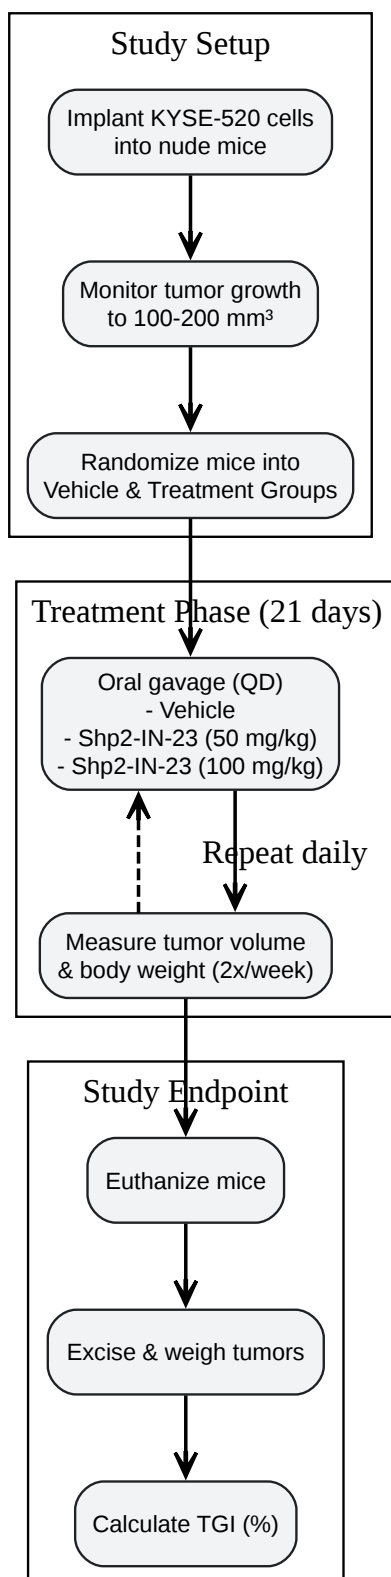 Study Setup
Implant KYSE-520 cells
into nude mice
Monitor tumor growth
to 100-200 mm³
Randomize mice into
Vehicle & Treatment Groups
Treatment Phase (21 days)
Oral gavage (QD)
- Vehicle
- Shp2-IN-23 (50 mg/kg)
- Shp2-IN-23 (100 mg/kg)
Repeat daily
Measure tumor volume
& body weight (2x/week)
Study Endpoint
Euthanize mice
Excise & weigh tumors
Calculate TGI (%)